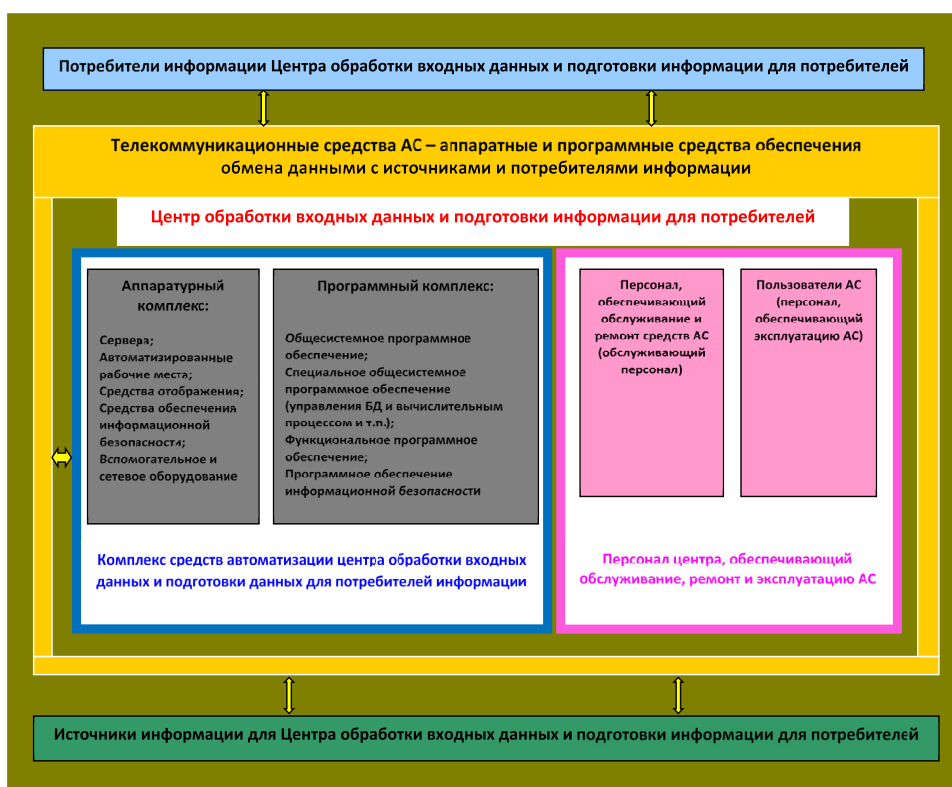 Потребители информации Центра обработки входных данных и подготовки информации для потребителей
Телекоммуникационные средства АС – аппаратные и программные средства обеспечения
обмена данными с источниками и потребителями информации
Центр обработки входных данных и подготовки информации для потребителей
Аппаратурный
комплекс:
Сервера;
Автоматизированные
рабочие места;
Средства отображения;
Средства обеспечения
информационной
безопасности;
Вспомогательное и
сетевое оборудование
Программный комплекс:
Общесистемное программное
обеспечение;
Специальное общесистемное
программное обеспечение
(управления БД и вычислительным
процессом и т.п.);
Функциональное программное
обеспечение;
Программное обеспечение
информационной безопасности
Комплекс средств автоматизации центра обработки входных
данных и подготовки данных для потребителей информации
Персонал,
обеспечивающий
обслуживание и
ремонт средств АС
(обслуживающий
персонал)
Пользователи АС
(персонал,
обеспечивающий
эксплуатацию АС)
Персонал центра, обеспечивающий
обслуживание, ремонт и эксплуатацию АС
Источники информации для Центра обработки входных данных и подготовки информации для потребителей